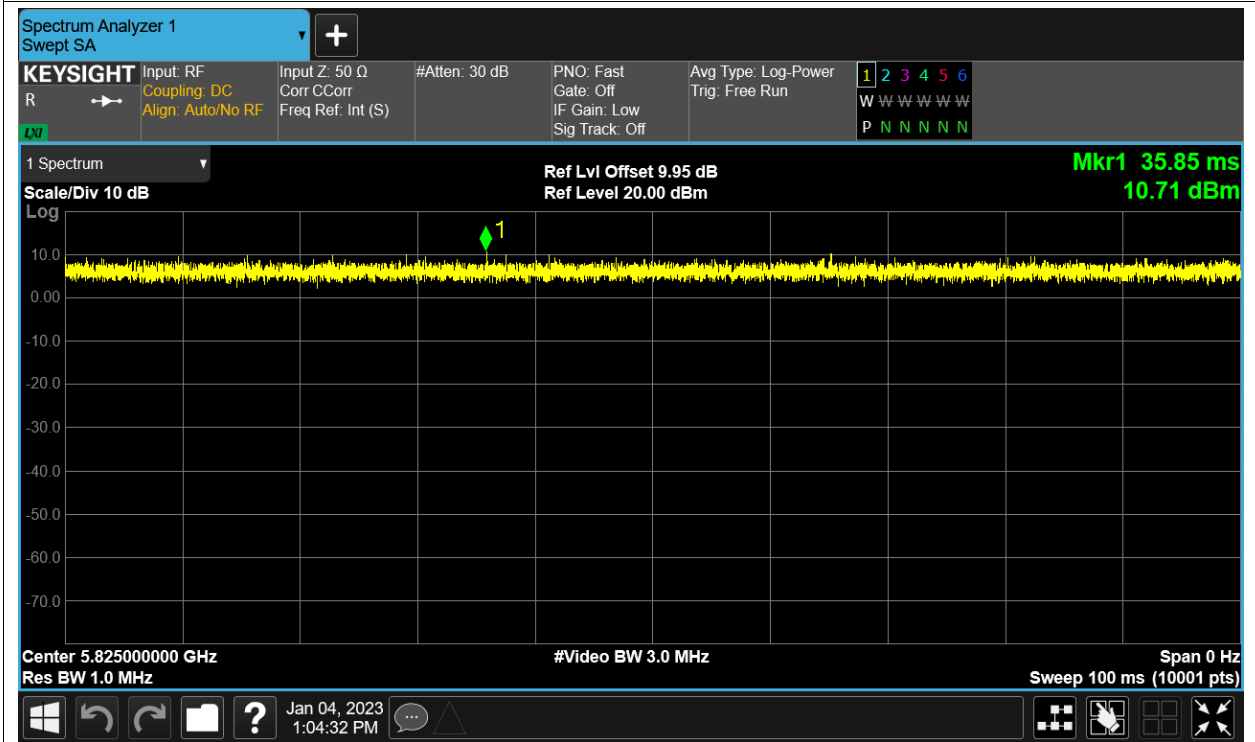 Spectrum Analyzer 1
Swept SA
+
KEYSIGHT
R
LXI
Input: RF
Coupling: DC
Align: Auto/No RF
Input Z: 50 Ω
Corr CCorr
Freq Ref: Int (S)
#Atten: 30 dB
PNO: Fast
Gate: Off
IF Gain: Low
Sig Track: Off
Avg Type: Log-Power
Trig: Free Run
1 2 3 4 5 6
W W W W W W
P N N N N N
1 Spectrum
Scale/Div 10 dB
Ref Lvl Offset 9.95 dB
Ref Level 20.00 dBm
Mkr1 35.85 ms
10.71 dBm
Log
1
10.0
0.00
-10.0
-20.0
-30.0
-40.0
-50.0
-60.0
-70.0
Center 5.825000000 GHz
Res BW 1.0 MHz
#Video BW 3.0 MHz
Span 0 Hz
Sweep 100 ms (10001 pts)
?
Jan 04, 2023
1:04:32 PM